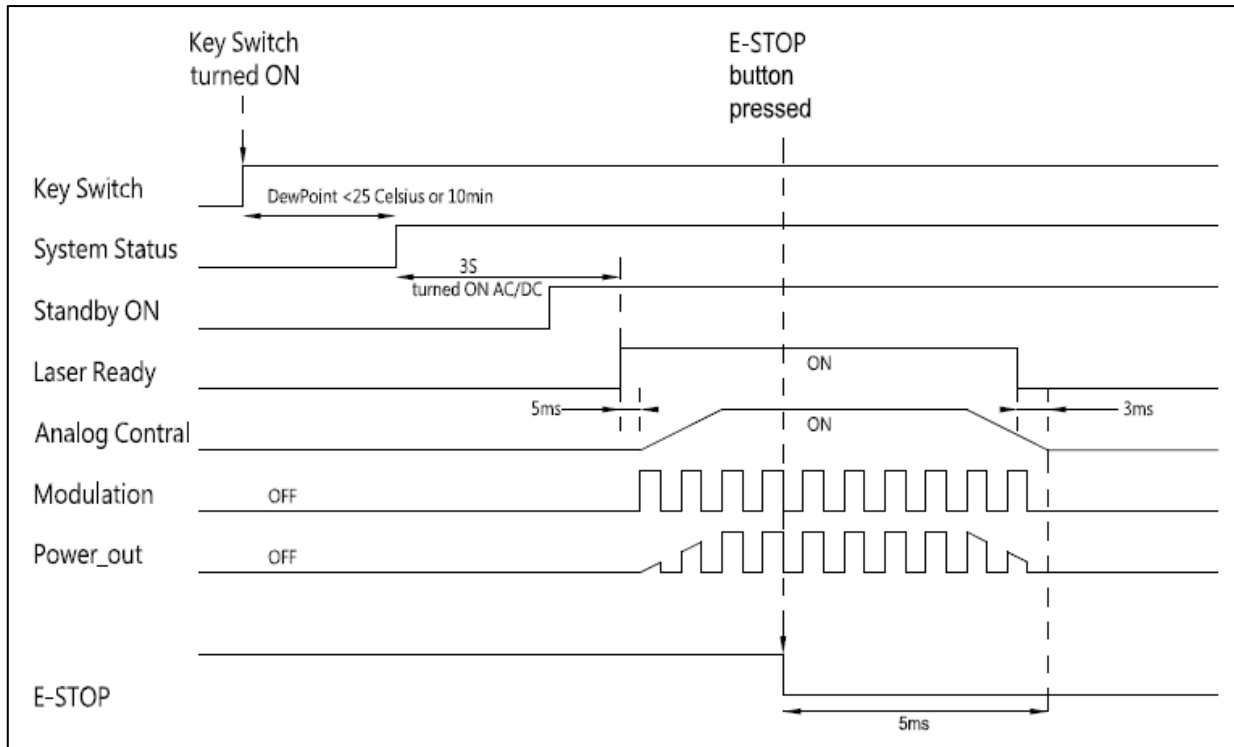 Key Switch
turned ON
E-STOP
button
pressed
Key Switch
DewPoint <25 Celsius or 10min
System Status
3S
turned ON AC/DC
Standby ON
Laser Ready
ON
5ms
3ms
Analog Contral
ON
Modulation
OFF
Power_out
OFF
E-STOP
5ms